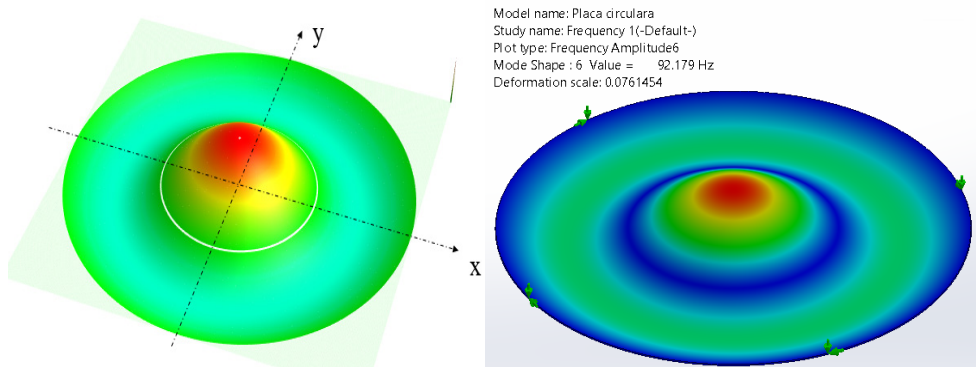 y
x
Model name: Placa circulara
Study name: Frequency 1(-Default-)
Plot type: Frequency Amplitude6
Mode Shape : 6 Value = 92.179 Hz
Deformation scale: 0.0761454